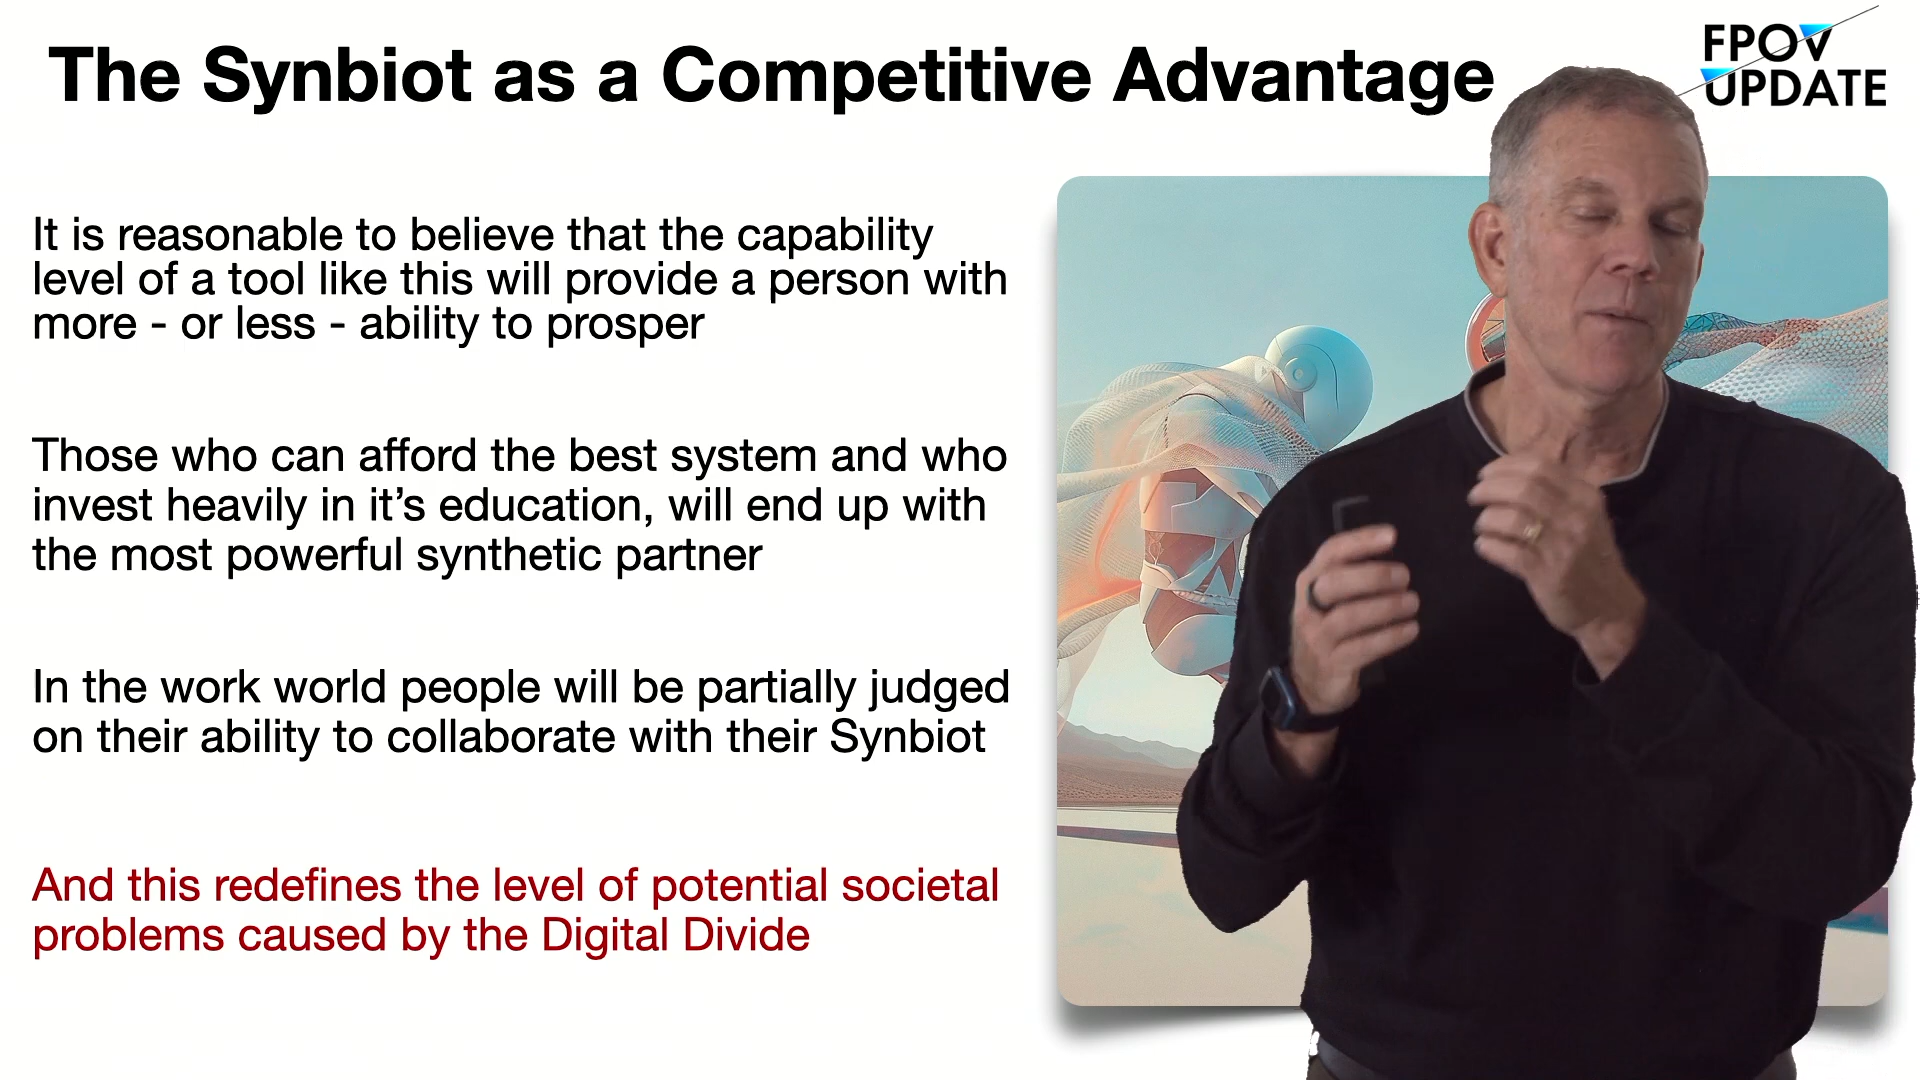 The Synbiot as a Competitive Advantage
FPOV
UPDATE
It is reasonable to believe that the capability
level of a tool like this will provide a person with
more - or less - ability to prosper
Those who can afford the best system and who
invest heavily in it’s education, will end up with
the most powerful synthetic partner
In the work world people will be partially judged
on their ability to collaborate with their Synbiot
And this redefines the level of potential societal
problems caused by the Digital Divide